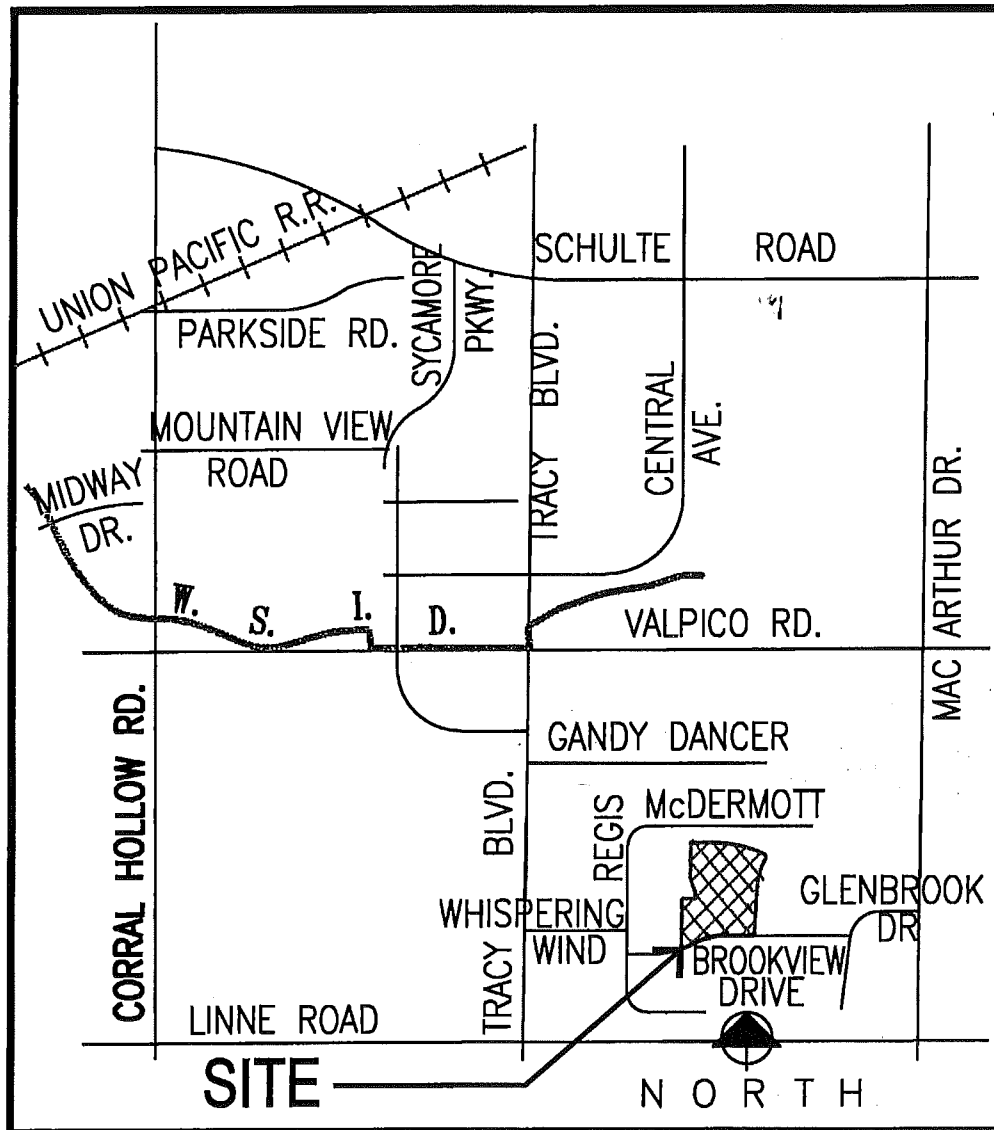 UNION PACIFIC R.R.
SCHULTE ROAD
PARKSIDE RD.
SYCAMORE
PKWY.
TRACY BLVD.
CENTRAL
AVE.
MOUNTAIN VIEW
ROAD
MIDWAY
DR.
MAC ARTHUR DR.
W. S. I. D.
VALPICO RD.
CORRAL HOLLOW RD.
GANDY DANCER
TRACY BLVD.
REGIS
McDERMOTT
GLENBROOK
DR
WHISPERING
WIND
BROOKVIEW
DRIVE
LINNE ROAD
SITE
NORTH